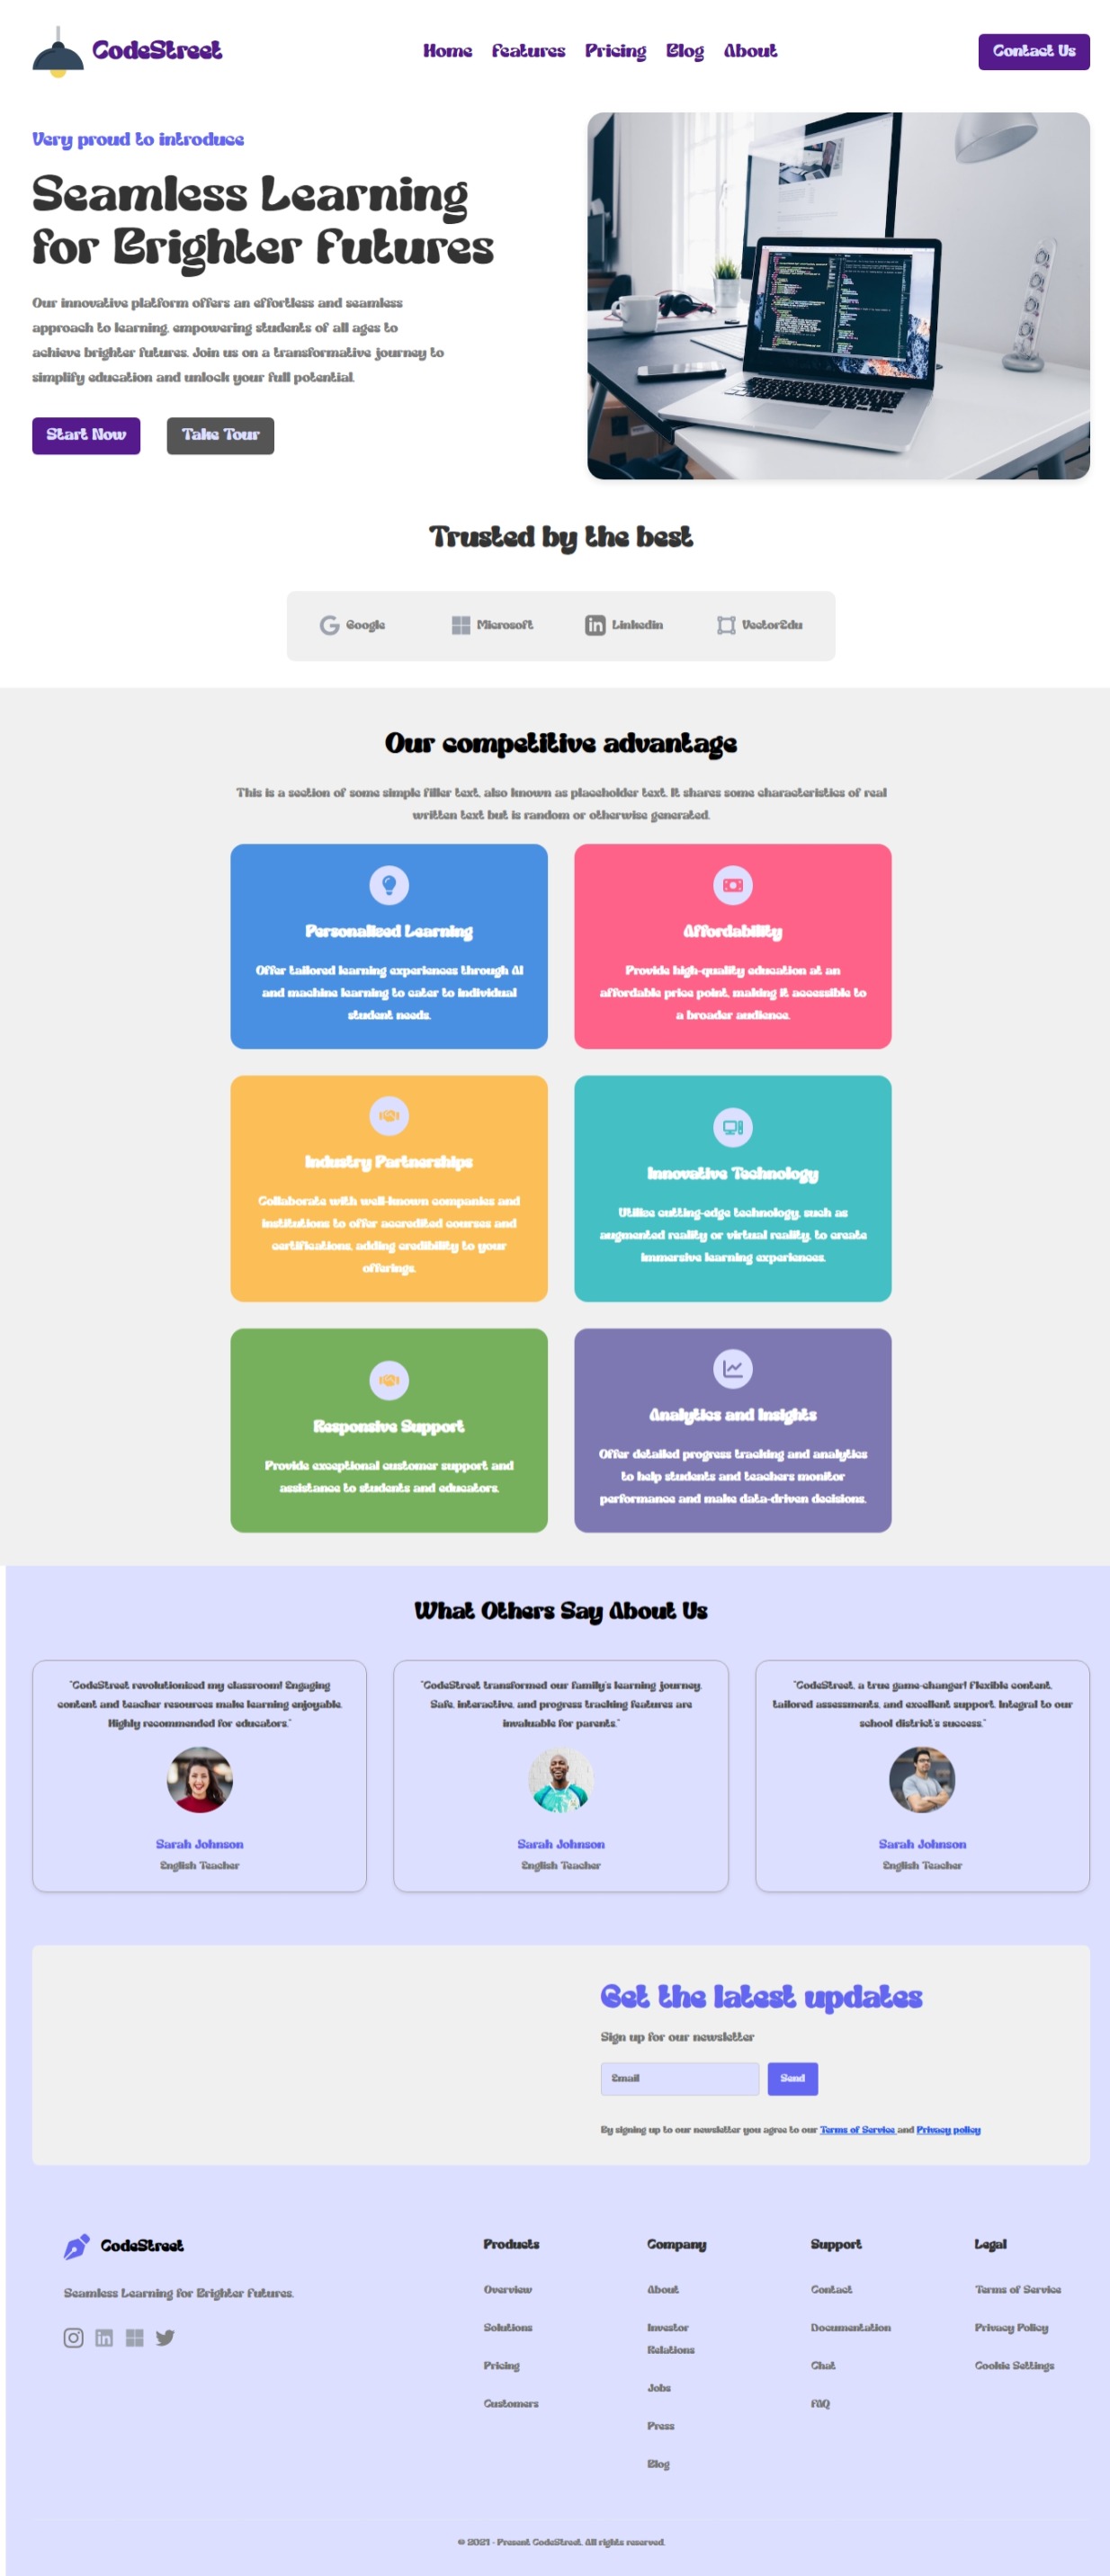 CodeStreet
Home Features Pricing Blog About
Contact Us
Very proud to introduce
Seamless Learning
for Brighter Futures
Our innovative platform offers an effortless and seamless
approach to learning, empowering students of all ages to
achieve brighter futures. Join us on a transformative journey to
simplify education and unlock your full potential.
Start Now
Take Tour
Trusted by the best
Google
Microsoft
Linkedin
VectorEdu
Our competitive advantage
This is a section of some simple filler text, also known as placeholder text. It shares some characteristics of real
written text but is random or otherwise generated.
Personalized Learning
Offer tailored learning experiences through AI
and machine learning to cater to individual
student needs.
Affordability
Provide high-quality education at an
affordable price point, making it accessible to
a broader audience.
Industry Partnerships
Collaborate with well-known companies and
institutions to offer accredited courses and
certifications, adding credibility to your
offerings.
Innovative Technology
Utilize cutting-edge technology, such as
augmented reality or virtual reality, to create
immersive learning experiences.
Responsive Support
Provide exceptional customer support and
assistance to students and educators.
Analytics and Insights
Offer detailed progress tracking and analytics
to help students and teachers monitor
performance and make data-driven decisions.
What Others Say About Us
"CodeStreet revolutionized my classroom! Engaging
content and teacher resources make learning enjoyable.
Highly recommended for educators."
Sarah Johnson
English Teacher
"CodeStreet transformed our family's learning journey.
Safe, interactive, and progress tracking features are
invaluable for parents."
Sarah Johnson
English Teacher
"CodeStreet, a true game-changer! Flexible content,
tailored assessments, and excellent support. Integral to our
school district's success."
Sarah Johnson
English Teacher
Get the latest updates
Sign up for our newsletter
Email
Send
By signing up to our newsletter you agree to our Terms of Service and Privacy policy
CodeStreet
Seamless Learning for Brighter Futures.
Products
Overview
Solutions
Pricing
Customers
Company
About
Investor
Relations
Jobs
Press
Blog
Support
Contact
Documentation
Chat
FAQ
Legal
Terms of Service
Privacy Policy
Cookie Settings
© 2021 - Present CodeStreet. All rights reserved.